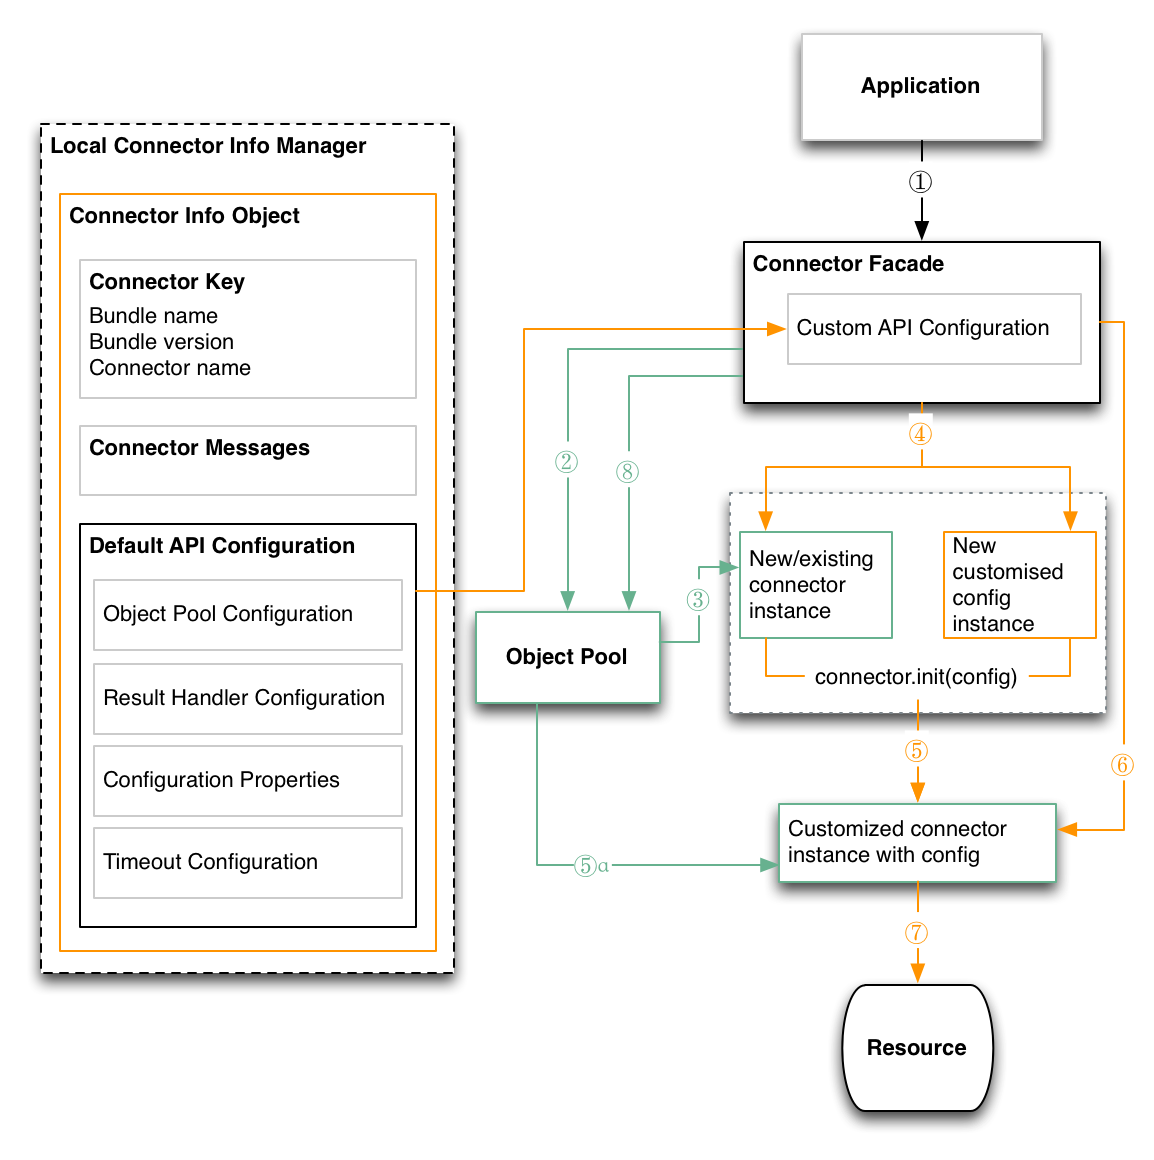 Application
Local Connector Info Manager
①
Connector Info Object
Connector Facade
Connector Key
Bundle name
Bundle version
Connector name
Custom API Configuration
Connector Messages
④
②
⑧
Default API Configuration
Object Pool Configuration
Result Handler Configuration
Configuration Properties
Timeout Configuration
New/existing
connector
instance
New
customised
config
instance
③
Object Pool
connector.init(config)
⑤
⑥
Customized connector
instance with config
⑤a
⑦
Resource